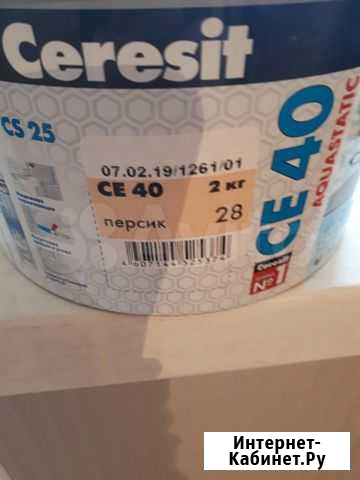 Ceresit
CS 25
07.02.19/1261/01
CE 40 2 кг
персик 28
CE 40
AQUASTATIC
Ceresit
№1
Интернет-
Кабинет.Ру